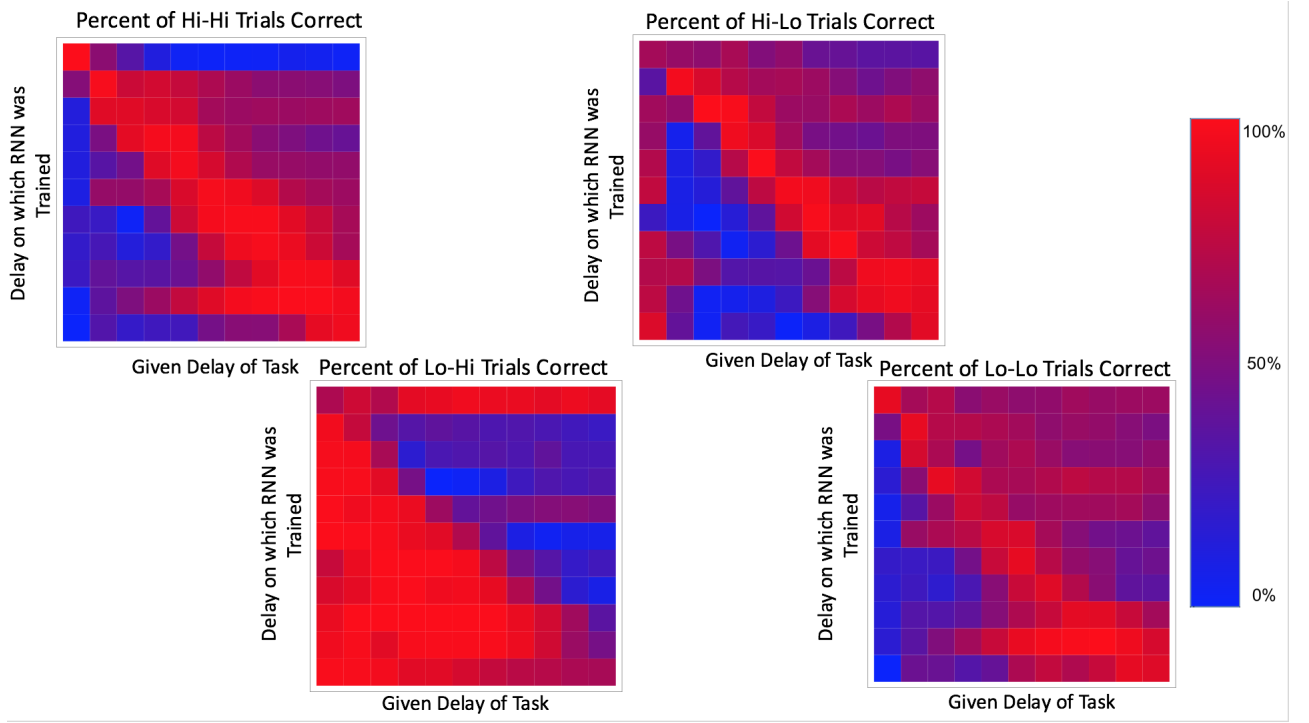 Percent of Hi-Hi Trials Correct
Delay on which RNN was
Trained
Given Delay of Task
Percent of Hi-Lo Trials Correct
Delay on which RNN was
Trained
Given Delay of Task
100%
50%
0%
Percent of Lo-Hi Trials Correct
Delay on which RNN was
Trained
Given Delay of Task
Percent of Lo-Lo Trials Correct
Delay on which RNN was
Trained
Given Delay of Task